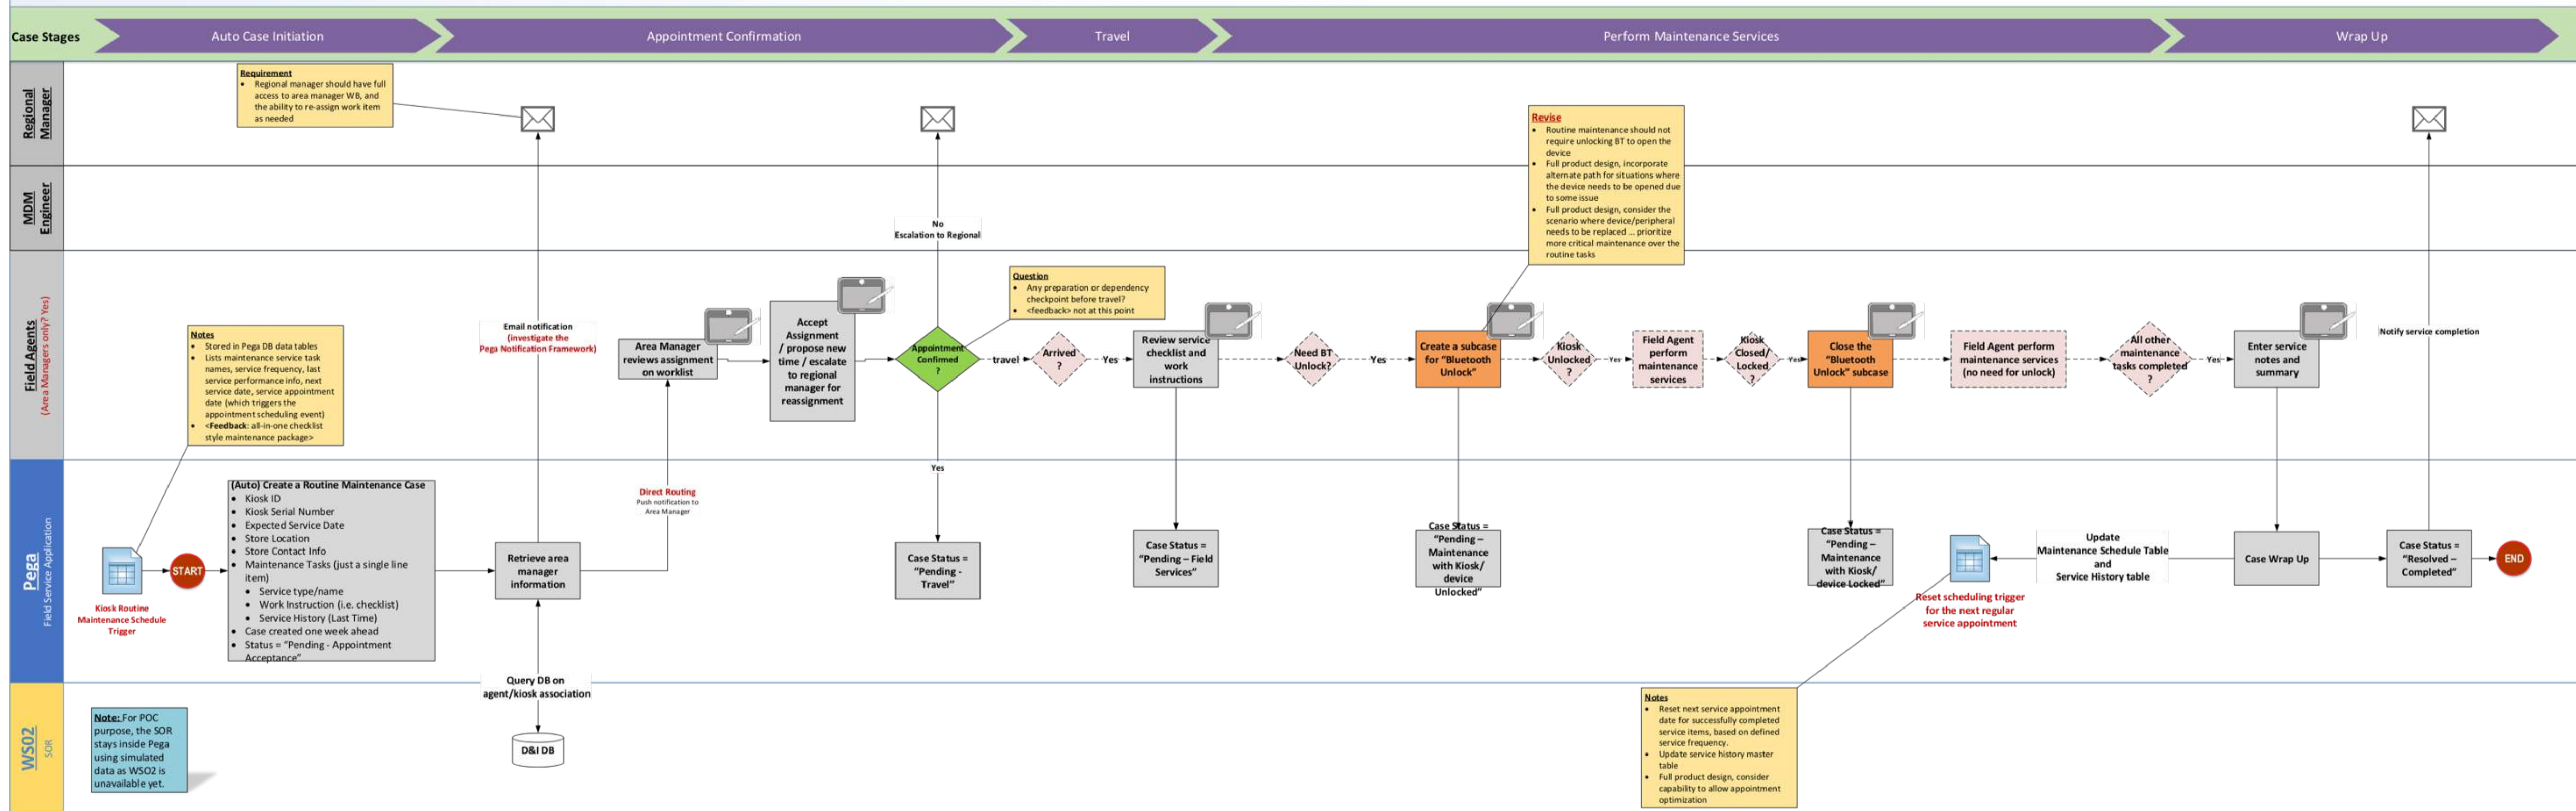 Case Stages
Auto Case Initiation
Appointment Confirmation
Travel
Perform Maintenance Services
Wrap Up
Regional
Manager
Requirement
• Regional manager should have full
access to area manager WB, and
the ability to re-assign work item
as needed
MDM
Engineer
No
Escalation to Regional
Revise
• Routine maintenance should not
require unlocking BT to open the
device
• Full product design, incorporate
alternate path for situations where
the device needs to be opened due
to some issue
• Full product design, consider the
scenario where device/peripheral
needs to be replaced ... prioritize
more critical maintenance over the
routine tasks
Field Agents
(Area Managers only? Yes)
Notes
• Stored in Pega DB data tables
• Lists maintenance service task
names, service frequency, last
service performance info, next
service date, service appointment
date (which triggers the
appointment scheduling event)
• <Feedback: all-in-one checklist
style maintenance package>
Email notification
(investigate the
Pega Notification Framework)
Area Manager
reviews assignment
on worklist
Accept
Assignment
/ propose new
time / escalate
to regional
manager for
reassignment
Appointment
Confirmed
?
Question
• Any preparation or dependency
checkpoint before travel?
• <feedback> not at this point
travel
Arrived
?
Yes
Review service
checklist and
work
instructions
Need BT
Unlock?
Yes
Create a subcase
for "Bluetooth
Unlock"
Kiosk
Unlocked
?
Yes
Field Agent
perform
maintenance
services
Kiosk
Closed/
Locked
?
Yes
Close the
"Bluetooth
Unlock" subcase
Field Agent perform
maintenance services
(no need for unlock)
All other
maintenance
tasks completed
?
Yes
Enter service
notes and
summary
Notify service completion
Pega
Field Service Application
Kiosk Routine
Maintenance Schedule
Trigger
START
(Auto) Create a Routine Maintenance Case
• Kiosk ID
• Kiosk Serial Number
• Expected Service Date
• Store Location
• Store Contact Info
• Maintenance Tasks (just a single line
item)
• Service type/name
• Work Instruction (i.e. checklist)
• Service History (Last Time)
• Case created one week ahead
• Status = "Pending - Appointment
Acceptance"
Retrieve area
manager
information
Direct Routing
Push notification to
Area Manager
Yes
Case Status =
"Pending -
Travel"
Case Status =
"Pending – Field
Services"
Case Status =
"Pending –
Maintenance
with Kiosk/
device
Unlocked"
Case Status =
"Pending –
Maintenance
with Kiosk/
device Locked"
Update
Maintenance Schedule Table
and
Service History table
Reset scheduling trigger
for the next regular
service appointment
Case Wrap Up
Case Status =
"Resolved –
Completed"
END
Query DB on
agent/kiosk association
WS02
SOR
Note: For POC
purpose, the SOR
stays inside Pega
using simulated
data as WSO2 is
unavailable yet.
D&I DB
Notes
• Reset next service appointment
date for successfully completed
service items, based on defined
service frequency.
• Update service history master
table
• Full product design, consider
capability to allow appointment
optimization